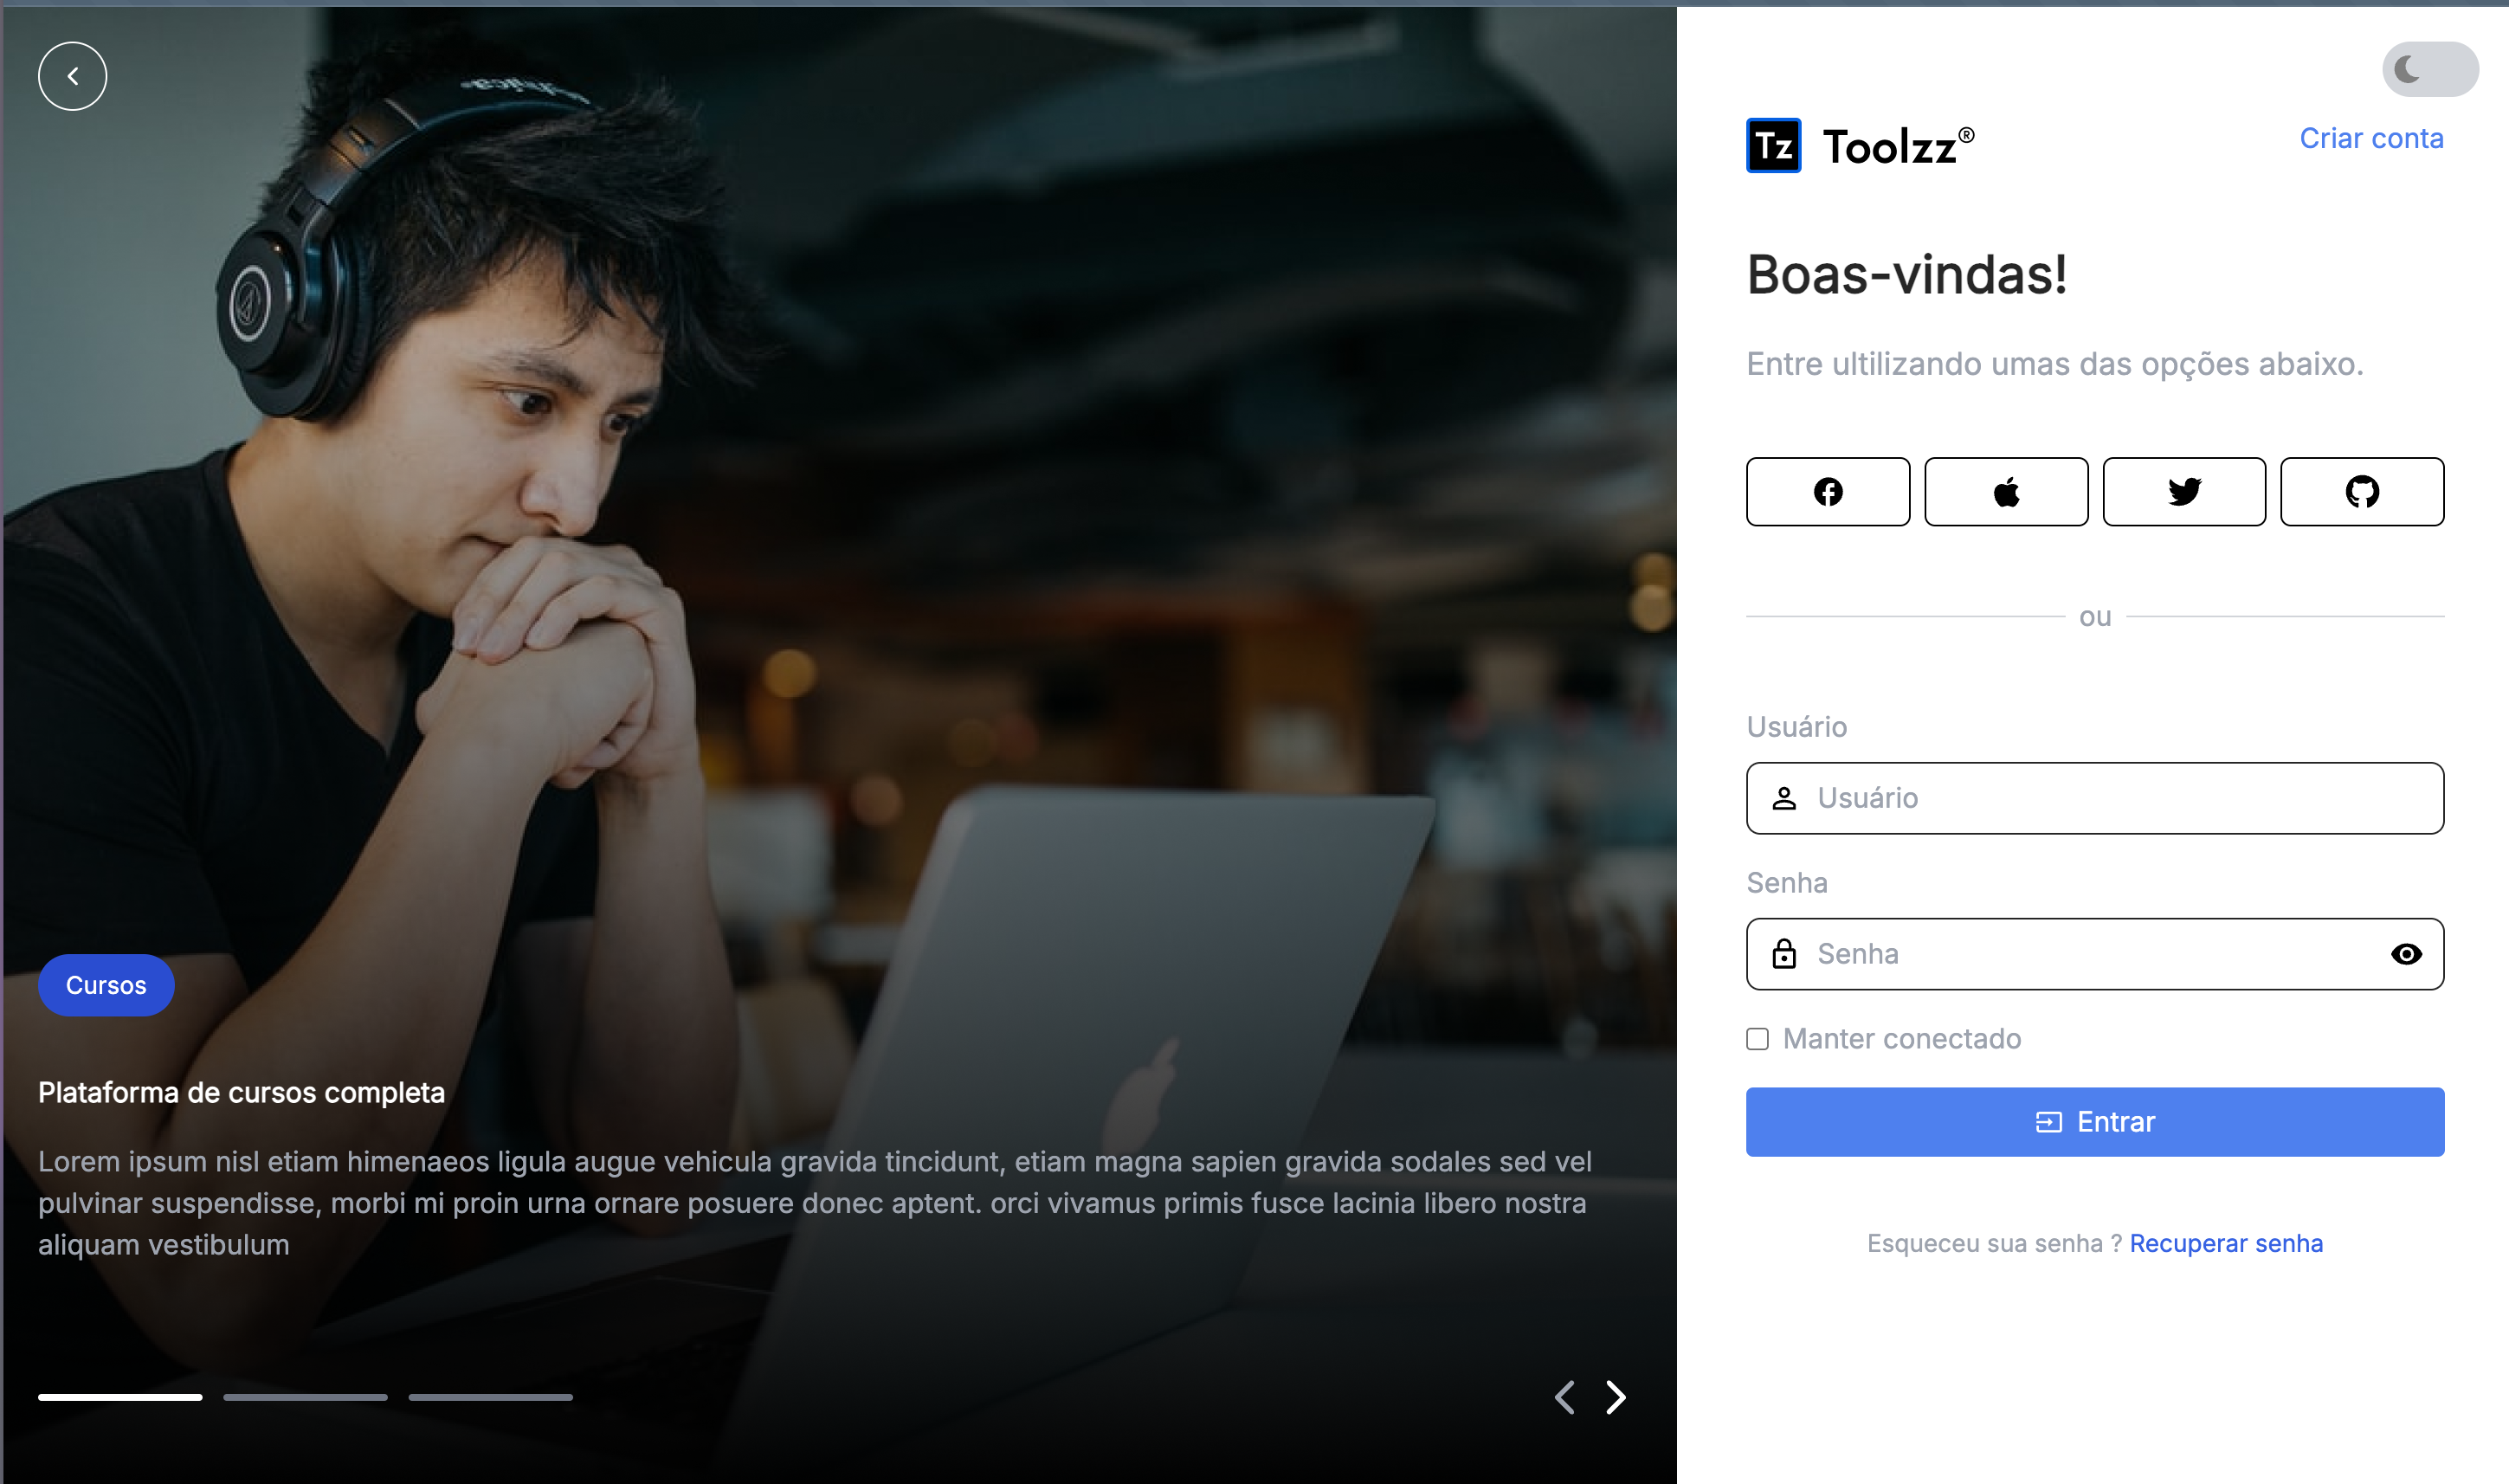 Cursos
Plataforma de cursos completa
Lorem ipsum nisl etiam himenaeos ligula augue vehicula gravida tincidunt, etiam magna sapien gravida sodales sed vel
pulvinar suspendisse, morbi mi proin urna ornare posuere donec aptent. orci vivamus primis fusce lacinia libero nostra
aliquam vestibulum
Tz Toolzz®
Criar conta
Boas-vindas!
Entre ultilizando umas das opções abaixo.
ou
Usuário
Usuário
Senha
Senha
Manter conectado
Entrar
Esqueceu sua senha ? Recuperar senha